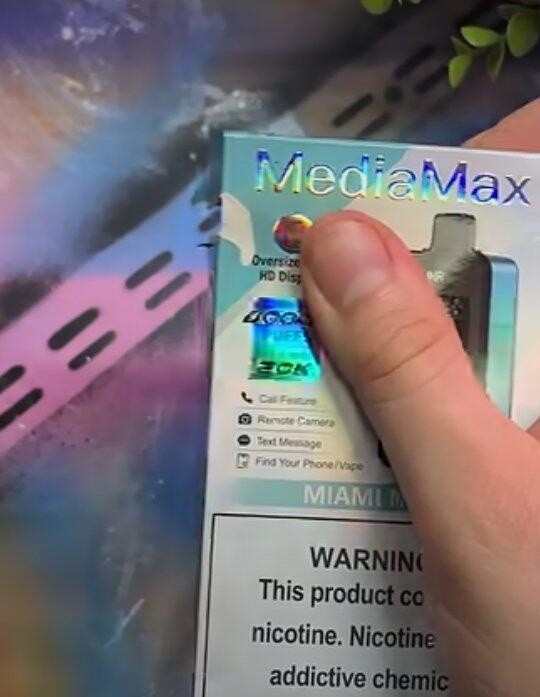 MediaMax
Oversize
HD Disp
PUFF
20K
Call Feature
Remote Camera
Text Message
Find Your Phone/Vape
MIAMI M
WARNING
This product co
nicotine. Nicotine
addictive chemic